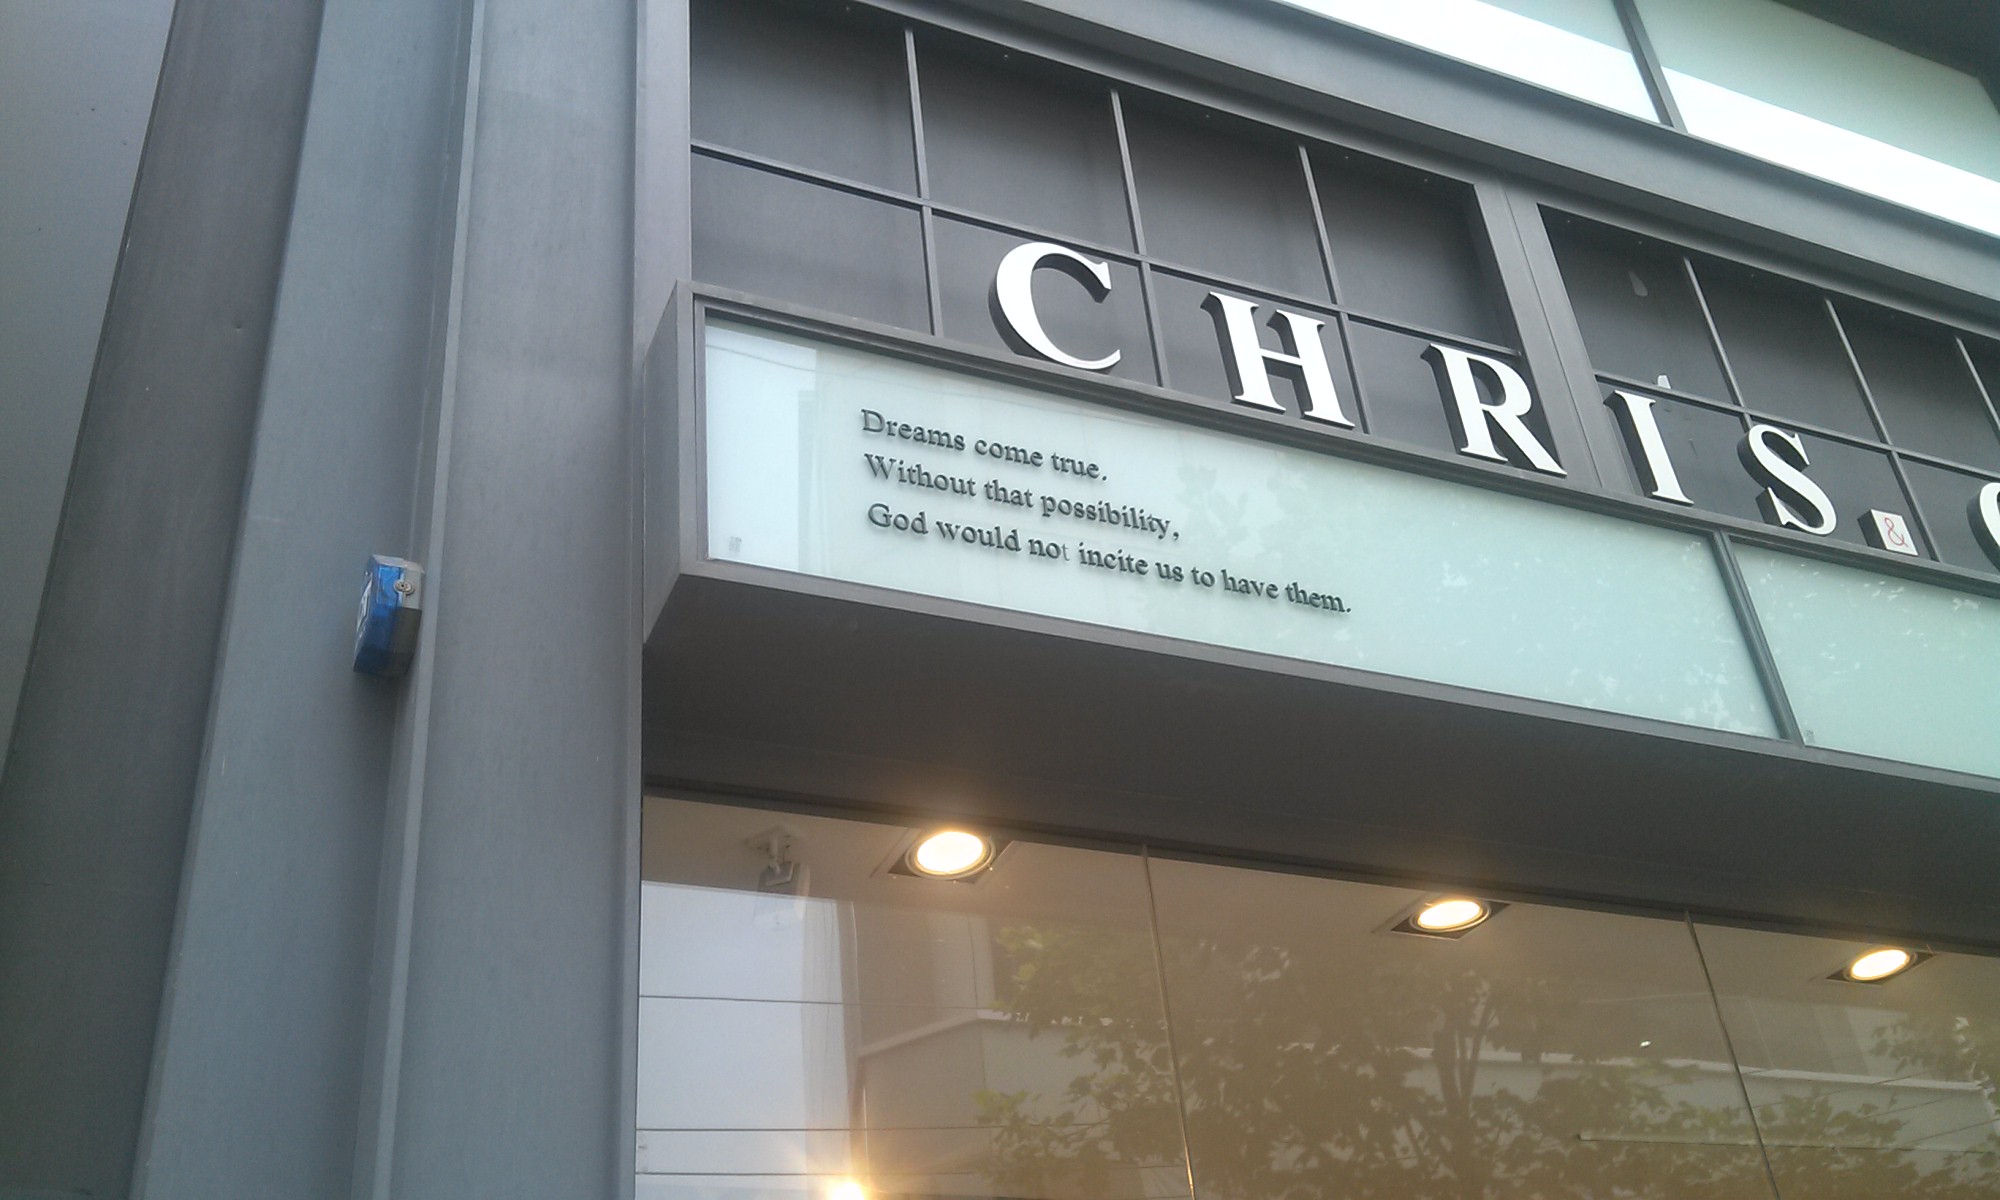 CHRIS. &
Dreams come true.
Without that possibility,
God would not incite us to have them.